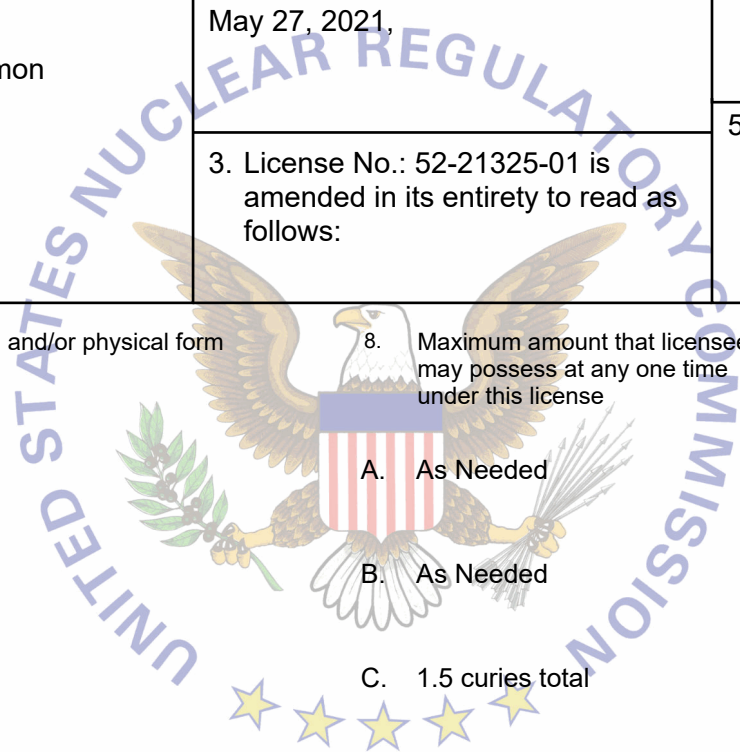 May 27, 2021,
mon
5
3. License No.: 52-21325-01 is
amended in its entirety to read as
follows:
and/or physical form
8. Maximum amount that licensee
may possess at any one time
under this license
A. As Needed
B. As Needed
C. 1.5 curies total
UNITED STATES NUCLEAR REGULATORY COMMISSION